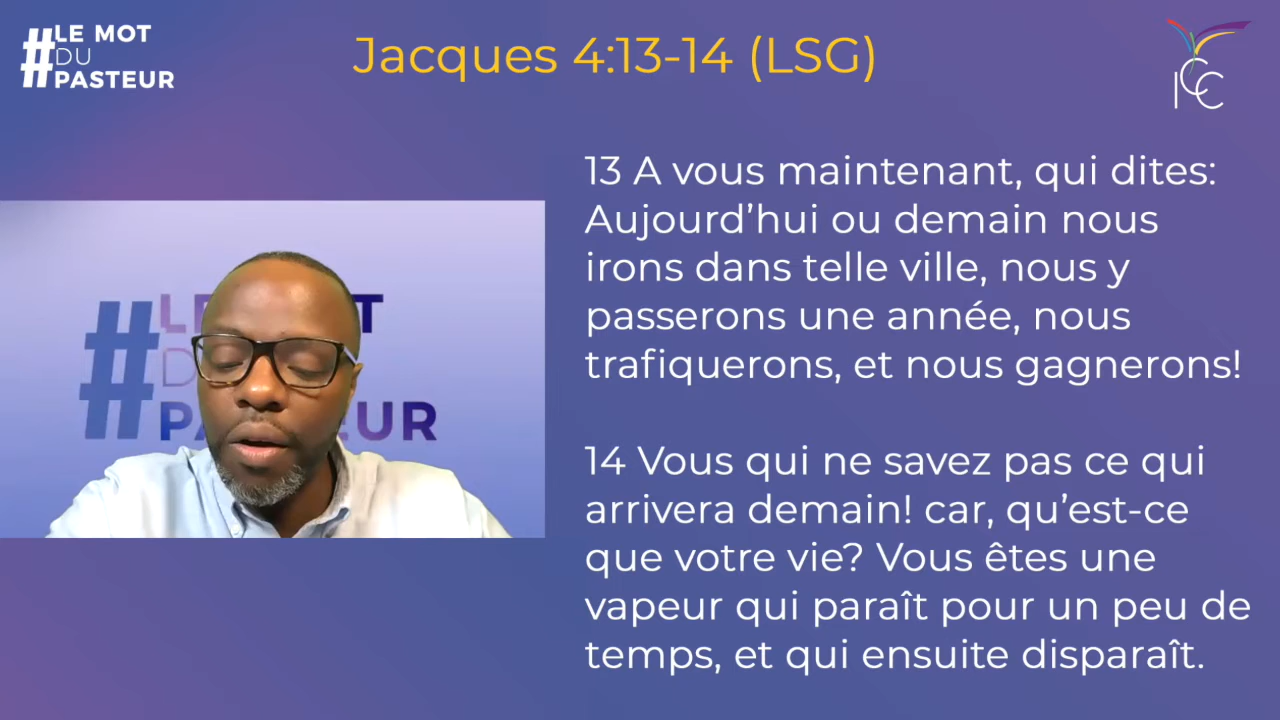 #LE MOT
DU
PASTEUR
Jacques 4:13-14 (LSG)
ICC
13 A vous maintenant, qui dites:
Aujourd’hui ou demain nous
irons dans telle ville, nous y
passerons une année, nous
trafiquerons, et nous gagnerons!
14 Vous qui ne savez pas ce qui
arrivera demain! car, qu’est-ce
que votre vie? Vous êtes une
vapeur qui paraît pour un peu de
temps, et qui ensuite disparaît.